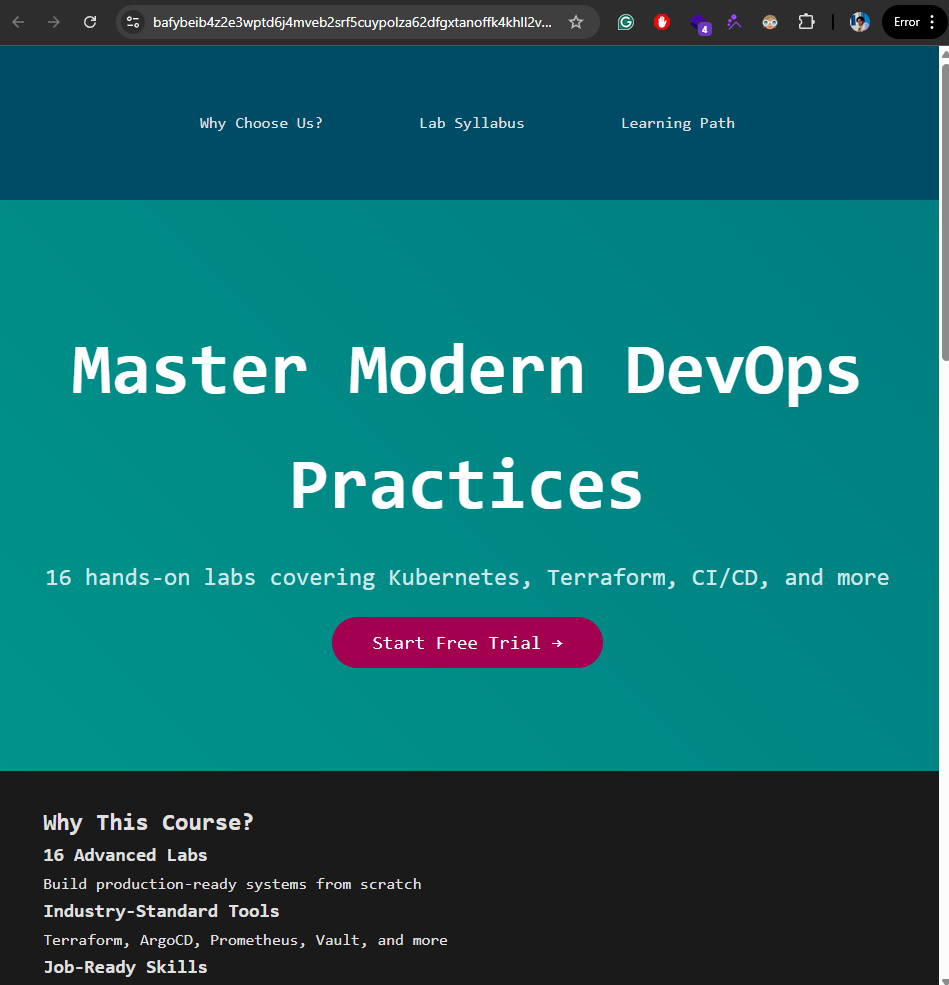 bafybeib4z2e3wptd6j4mveb2srf5cuypolza62dfgxtanoffk4khll2v...
4
Error
Why Choose Us?
Lab Syllabus
Learning Path
Master Modern DevOps
Practices
16 hands-on labs covering Kubernetes, Terraform, CI/CD, and more
Start Free Trial →
Why This Course?
16 Advanced Labs
Build production-ready systems from scratch
Industry-Standard Tools
Terraform, ArgoCD, Prometheus, Vault, and more
Job-Ready Skills